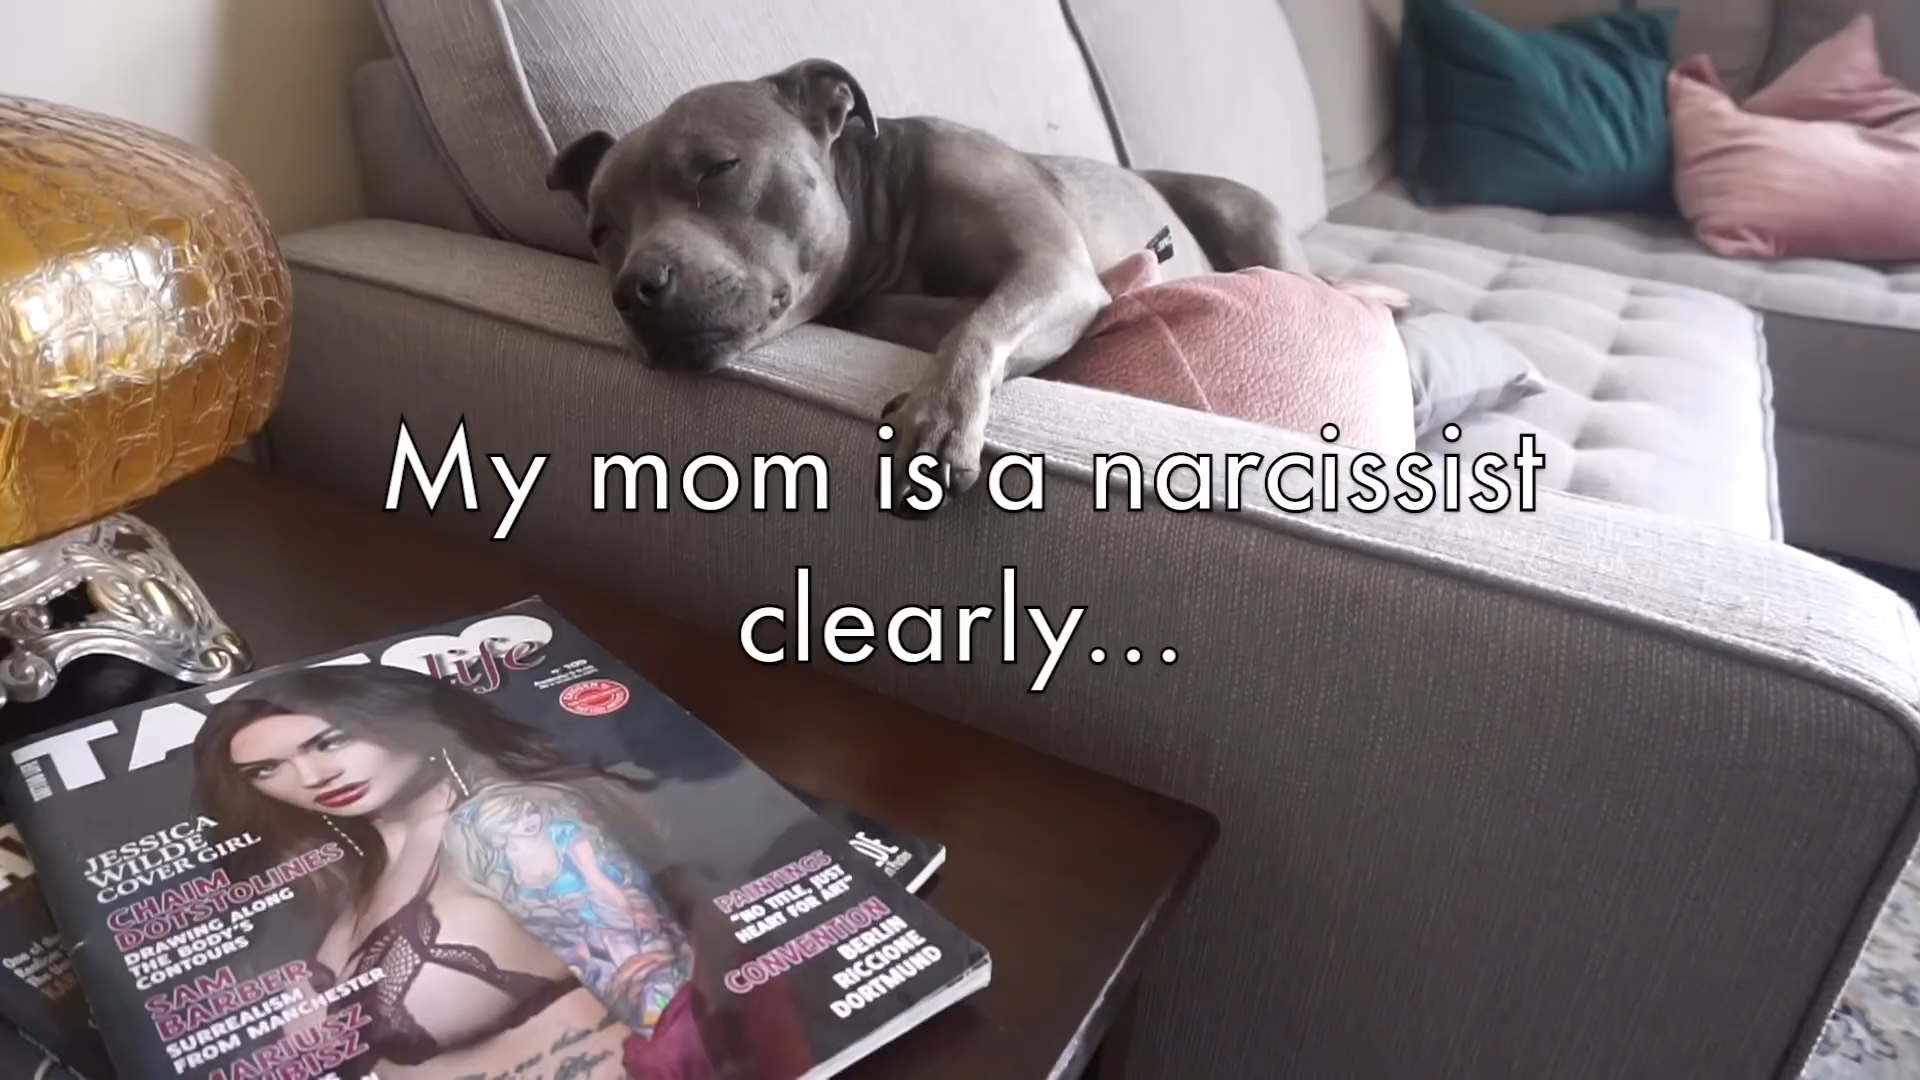 My mom is a narcissist
clearly...
life
JESSICA
WILDE
COVER GIRL
CHAIM
DOTSTOLINES
DRAWING ALONG
THE BODY'S
CONTOURS
SAM
BARBER
SURREALISM
FROM MANCHESTER
PAINTINGS
"NO TITLE, JUST
HEART FOR ART"
CONVENTION
BERLIN
RICCIONE
DORTMUND